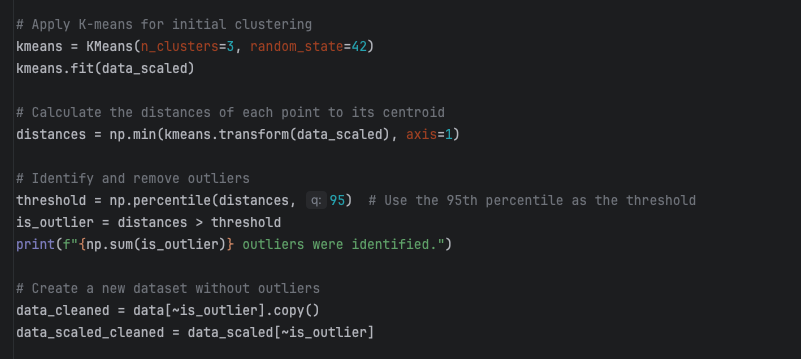 # Apply K-means for initial clustering
kmeans = KMeans(n_clusters=3, random_state=42)
kmeans.fit(data_scaled)
# Calculate the distances of each point to its centroid
distances = np.min(kmeans.transform(data_scaled), axis=1)
# Identify and remove outliers
threshold = np.percentile(distances, q: 95)  # Use the 95th percentile as the threshold
is_outlier = distances > threshold
print(f"{np.sum(is_outlier)} outliers were identified.")
# Create a new dataset without outliers
data_cleaned = data[~is_outlier].copy()
data_scaled_cleaned = data_scaled[~is_outlier]